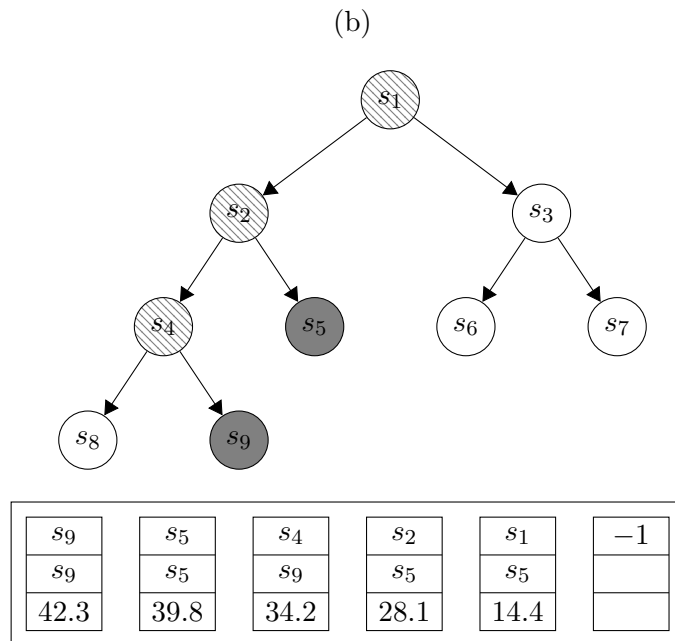 (b)
s₁
s₂ s₃
s₄ s₅ s₆ s₇
s₈ s₉
s₉ s₅ s₄ s₂ s₁ −1
s₉ s₅ s₉ s₅ s₅
42.3 39.8 34.2 28.1 14.4